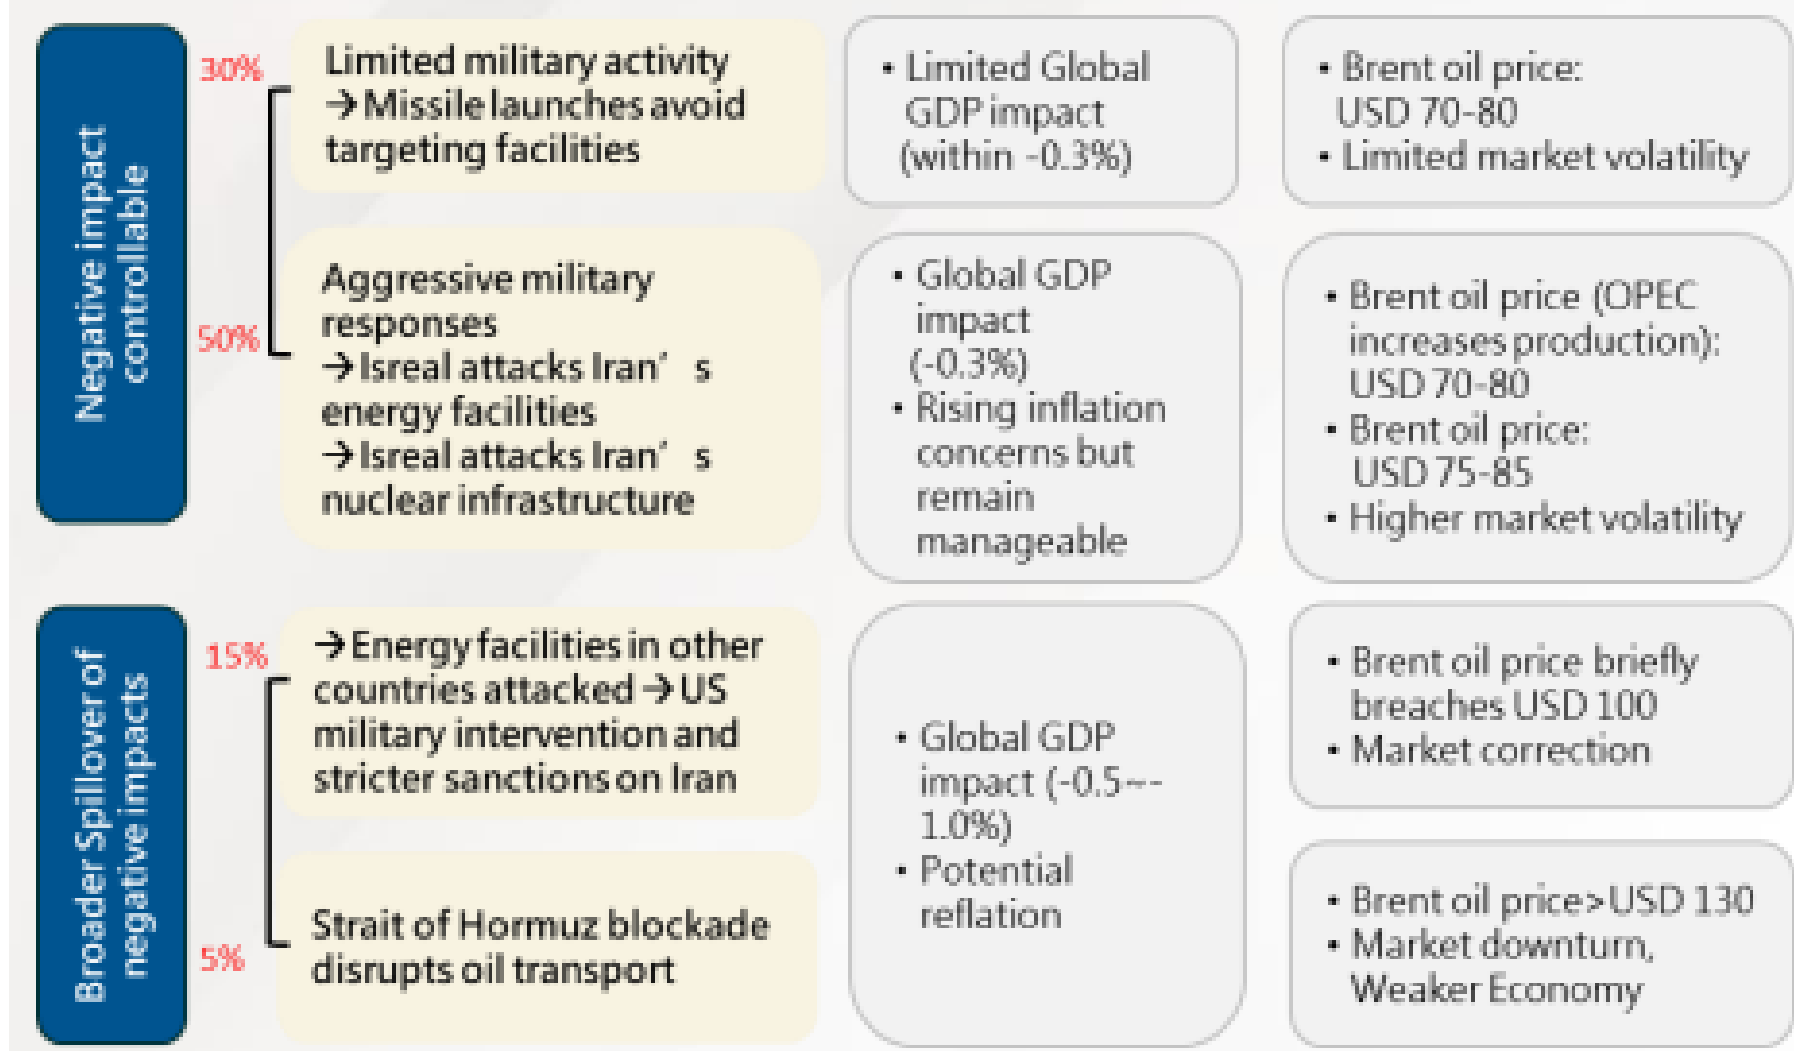 Negative impact
controllable
30%
Limited military activity
→Missile launches avoid
targeting facilities
• Limited Global
GDP impact
(within -0.3%)
• Brent oil price:
USD 70-80
• Limited market volatility
50%
Aggressive military
responses
→Isreal attacks Iran’ s
energy facilities
→Isreal attacks Iran’ s
nuclear infrastructure
• Global GDP
impact
(-0.3%)
• Rising inflation
concerns but
remain
manageable
• Brent oil price (OPEC
increases production):
USD 70-80
• Brent oil price:
USD 75-85
• Higher market volatility
Broader Spillover of
negative impacts
15%
→Energy facilities in other
countries attacked →US
military intervention and
stricter sanctions on Iran
• Global GDP
impact (-0.5~-
1.0%)
• Potential
reflation
• Brent oil price briefly
breaches USD 100
• Market correction
5%
Strait of Hormuz blockade
disrupts oil transport
• Brent oil price>USD 130
• Market downturn,
Weaker Economy